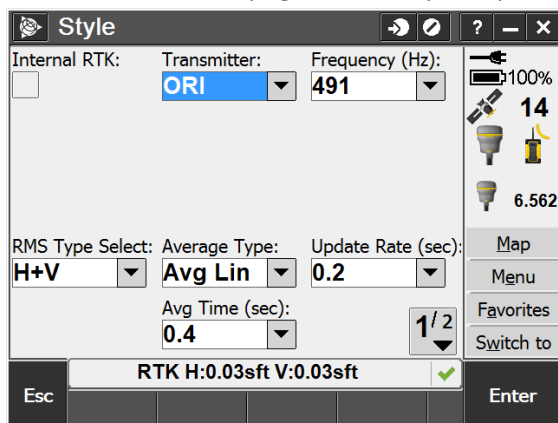 Style
? – ×
Internal RTK: Transmitter: Frequency (Hz):
ORI 491
100%
14
6.562
RMS Type Select: Average Type: Update Rate (sec):
H+V Avg Lin 0.2
Avg Time (sec):
0.4
1/2
Map
Menu
Favorites
Switch to
RTK H:0.03sft V:0.03sft
Esc Enter